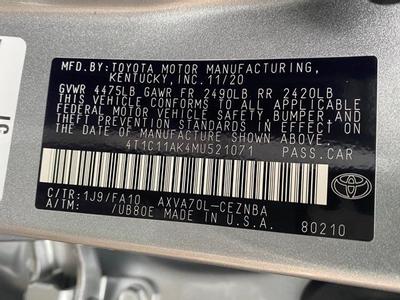 MFD.BY:TOYOTA MOTOR MANUFACTURING,
KENTUCKY,INC.11/20
GVWR 4475LB GAWR FR 2490LB RR 2420LB
THIS VEHICLE CONFORMS TO ALL APPLICABLE
FEDERAL MOTOR VEHICLE SAFETY, BUMPER, AND
THEFT PREVENTION STANDARDS IN EFFECT ON
THE DATE OF MANUFACTURE SHOWN ABOVE.
4T1C11AK4MU521071 PASS.CAR
C/TR:1J9/FA10 AXVA70L-CEZNBA
A/TM: /UB80E MADE IN U.S.A.
TOYOTA
80210